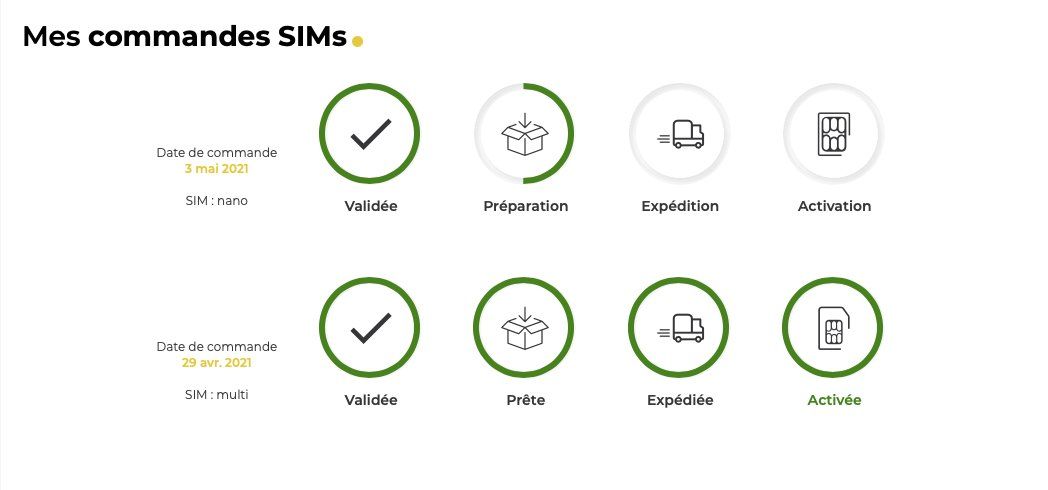 Mes commandes SIMs
Date de commande
3 mai 2021
SIM : nano
Validée
Préparation
Expédition
Activation
Date de commande
29 avr. 2021
SIM : multi
Validée
Prête
Expédiée
Activée